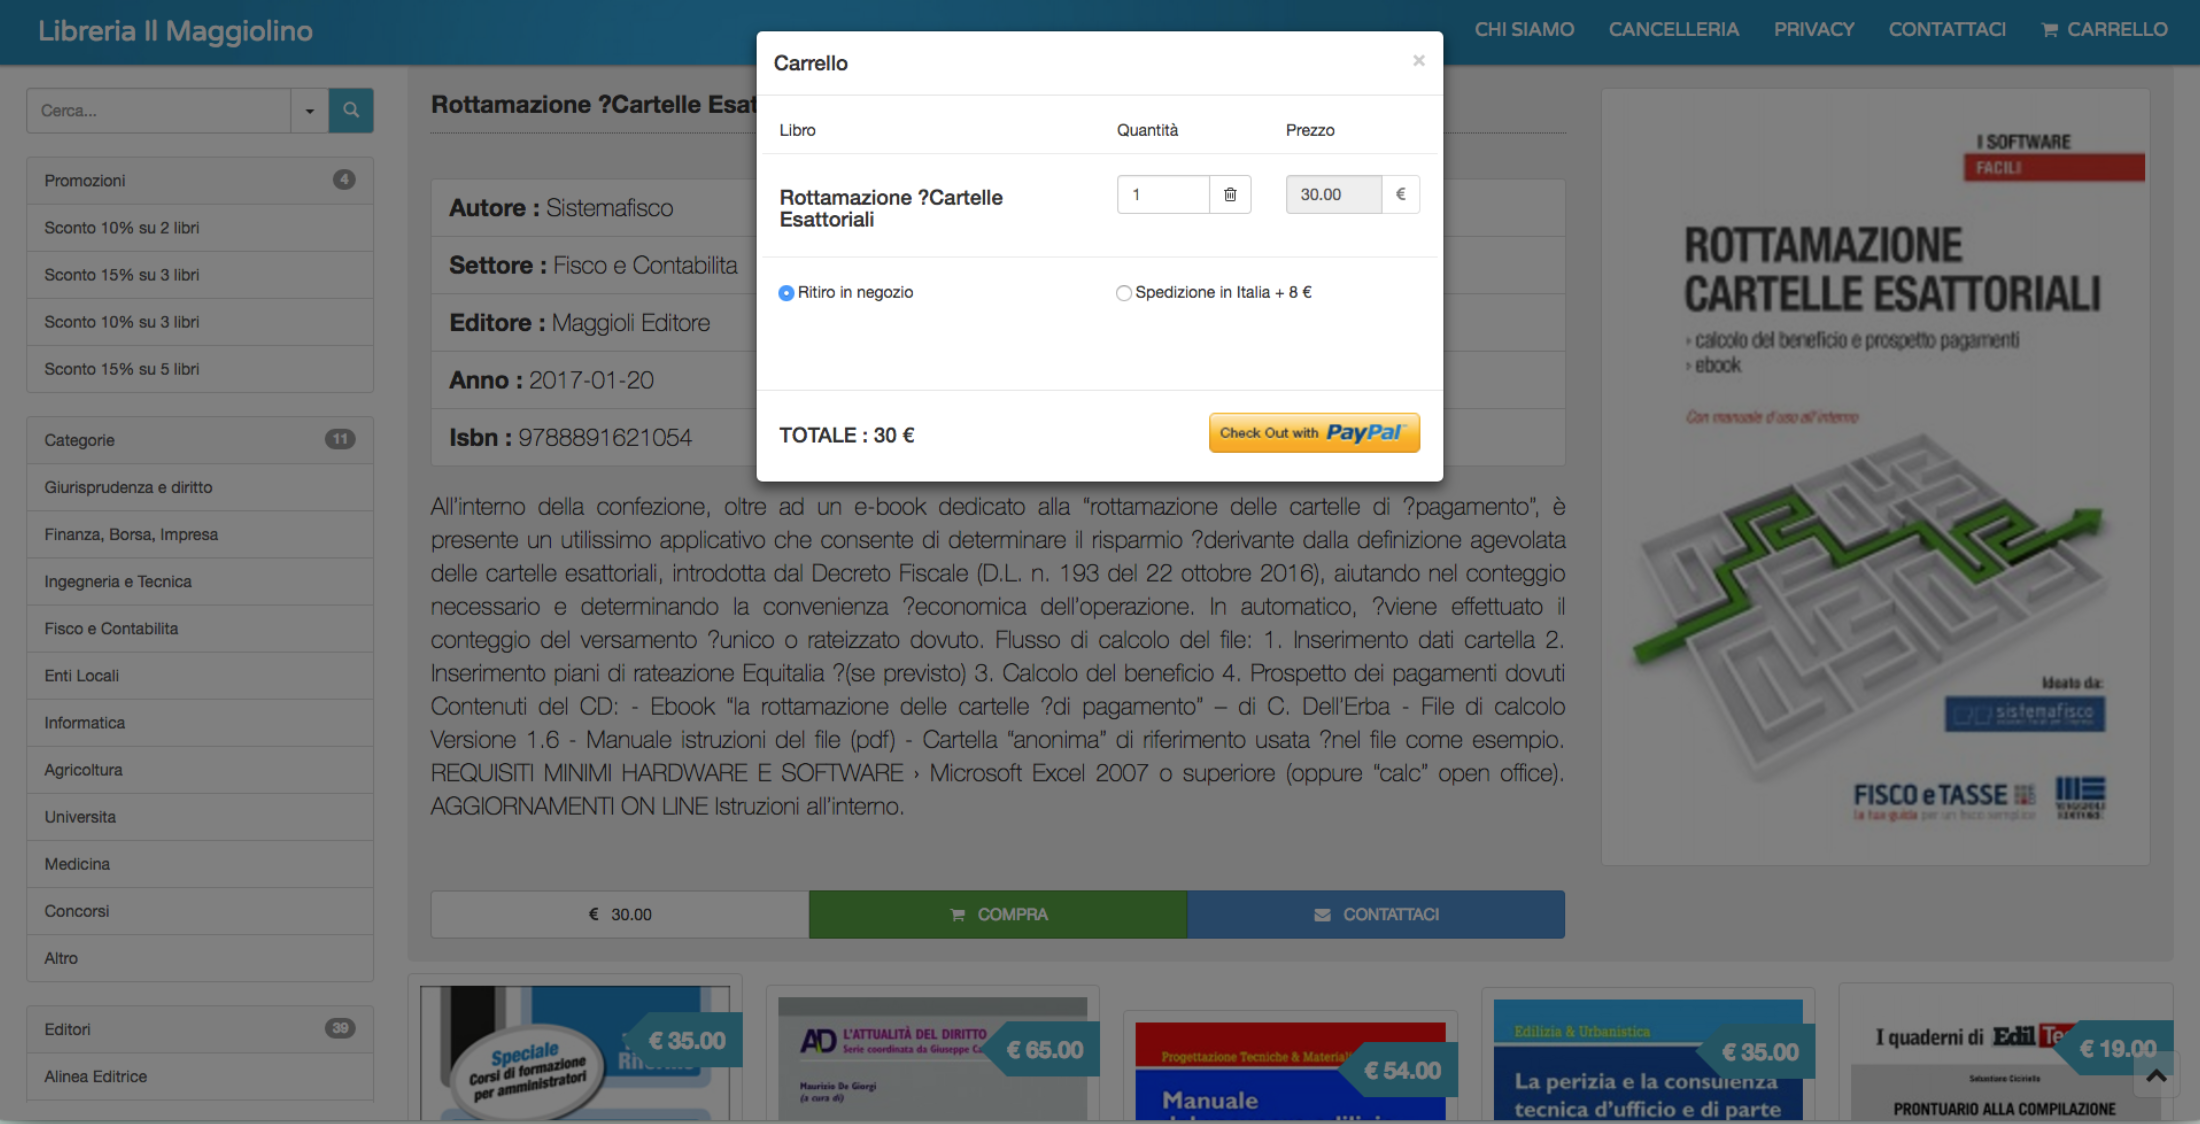 Libreria Il Maggiolino
CHI SIAMO
CANCELLERIA
PRIVACY
CONTATTACI
CARRELLO
Cerca...
Promozioni
4
Sconto 10% su 2 libri
Sconto 15% su 3 libri
Sconto 10% su 3 libri
Sconto 15% su 5 libri
Categorie
11
Giurisprudenza e diritto
Finanza, Borsa, Impresa
Ingegneria e Tecnica
Fisco e Contabilita
Enti Locali
Informatica
Agricoltura
Universita
Medicina
Concorsi
Altro
Editori
39
Alinea Editrice
Rottamazione ?Cartelle Esat
Autore : Sistemafisco
Settore : Fisco e Contabilita
Editore : Maggioli Editore
Anno : 2017-01-20
Isbn : 9788891621054
Carrello
×
Libro
Quantità
Prezzo
Rottamazione ?Cartelle
Esattoriali
1
30.00
€
Ritiro in negozio
Spedizione in Italia + 8 €
TOTALE : 30 €
Check Out with PayPal
All'interno della confezione, oltre ad un e-book dedicato alla “rottamazione delle cartelle di ?pagamento”, è
presente un utilissimo applicativo che consente di determinare il risparmio ?derivante dalla definizione agevolata
delle cartelle esattoriali, introdotta dal Decreto Fiscale (D.L. n. 193 del 22 ottobre 2016), aiutando nel conteggio
necessario e determinando la convenienza ?economica dell'operazione. In automatico, ?viene effettuato il
conteggio del versamento ?unico o rateizzato dovuto. Flusso di calcolo del file: 1. Inserimento dati cartella 2.
Inserimento piani di rateazione Equitalia ?(se previsto) 3. Calcolo del beneficio 4. Prospetto dei pagamenti dovuti
Contenuti del CD: - Ebook “la rottamazione delle cartelle ?di pagamento” – di C. Dell'Erba - File di calcolo
Versione 1.6 - Manuale istruzioni del file (pdf) - Cartella “anonima” di riferimento usata ?nel file come esempio.
REQUISITI MINIMI HARDWARE E SOFTWARE › Microsoft Excel 2007 o superiore (oppure “calc” open office).
AGGIORNAMENTI ON LINE Istruzioni all'interno.
€ 30.00
COMPRA
CONTATTACI
I SOFTWARE
FACILI
ROTTAMAZIONE
CARTELLE ESATTORIALI
› calcolo del beneficio e prospetto pagamenti
› ebook
Con manuale d'uso all'interno
Ideato da:
sistemafisco
FISCO e TASSE
la tua guida per un fisco semplice
MAGGIOLI
EDITORE
Speciale
Corsi di formazione
per amministratori
€ 35.00
AD
L'ATTUALITÀ DEL DIRITTO
Serie coordinata da Giuseppe
Maurizio De Giorgi
(a cura di)
€ 65.00
Progettazione Tecniche & Materiali
Manuale
€ 54.00
Edilizia & Urbanistica
La perizia e la consulenza
tecnica d'ufficio e di parte
€ 35.00
I quaderni di Edil Te
Sebastiano Cicirielo
PRONTUARIO ALLA COMPILAZIONE
€ 19.00